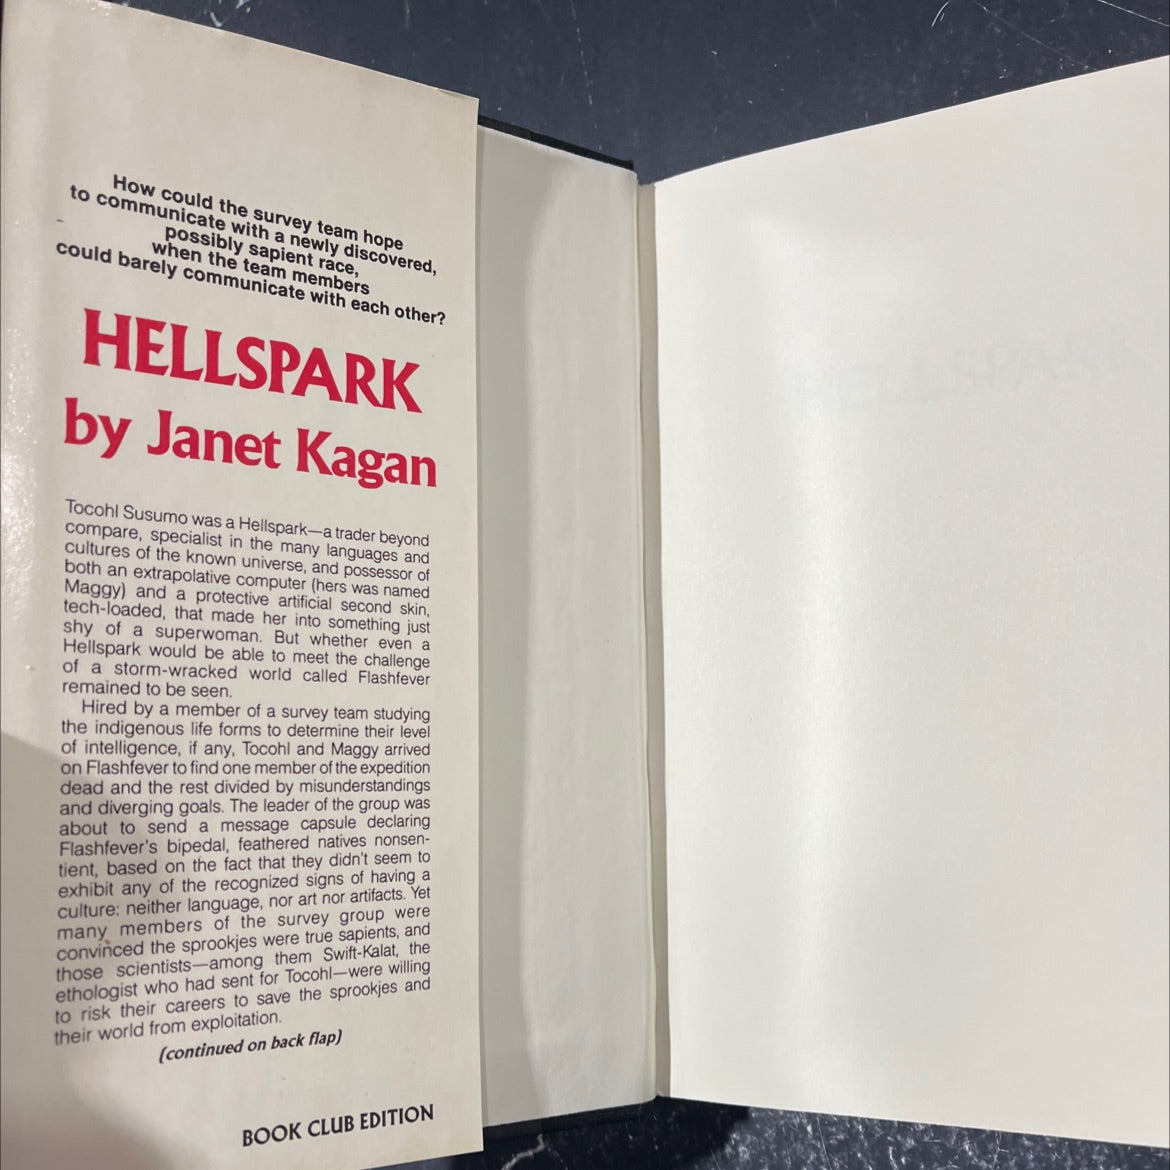 How could the survey team hope
to communicate with a newly discovered,
possibly sapient race,
when the team members
could barely communicate with each other?
HELLSPARK
by Janet Kagan
Tocohl Susumo was a Hellspark—a trader beyond
compare, specialist in the many languages and
cultures of the known universe, and possessor of
both an extrapolative computer (hers was named
Maggy) and a protective artificial second skin,
tech-loaded, that made her into something just
shy of a superwoman. But whether even a
Hellspark would be able to meet the challenge
of a storm-wracked world called Flashfever
remained to be seen.
Hired by a member of a survey team studying
the indigenous life forms to determine their level
of intelligence, if any, Tocohl and Maggy arrived
on Flashfever to find one member of the expedition
dead and the rest divided by misunderstandings
and diverging goals. The leader of the group was
about to send a message capsule declaring
Flashfever's bipedal, feathered natives nonsen-
tient, based on the fact that they didn't seem to
exhibit any of the recognized signs of having a
culture: neither language, nor art nor artifacts. Yet
many members of the survey group were
convinced the sprookjes were true sapients, and
those scientists—among them Swift-Kalat, the
ethologist who had sent for Tocohl—were willing
to risk their careers to save the sprookjes and
their world from exploitation.
(continued on back flap)
BOOK CLUB EDITION